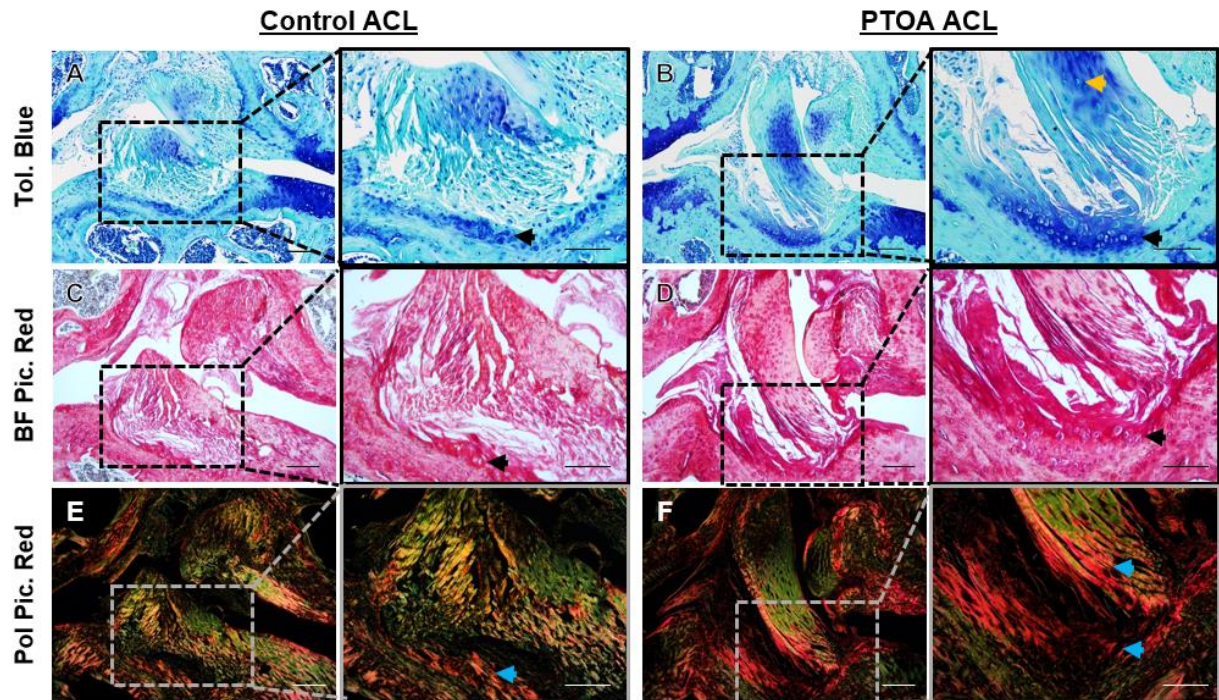 Control ACL
PTOA ACL
Tol. Blue
A
B
BF Pic. Red
C
D
Pol Pic. Red
E
F